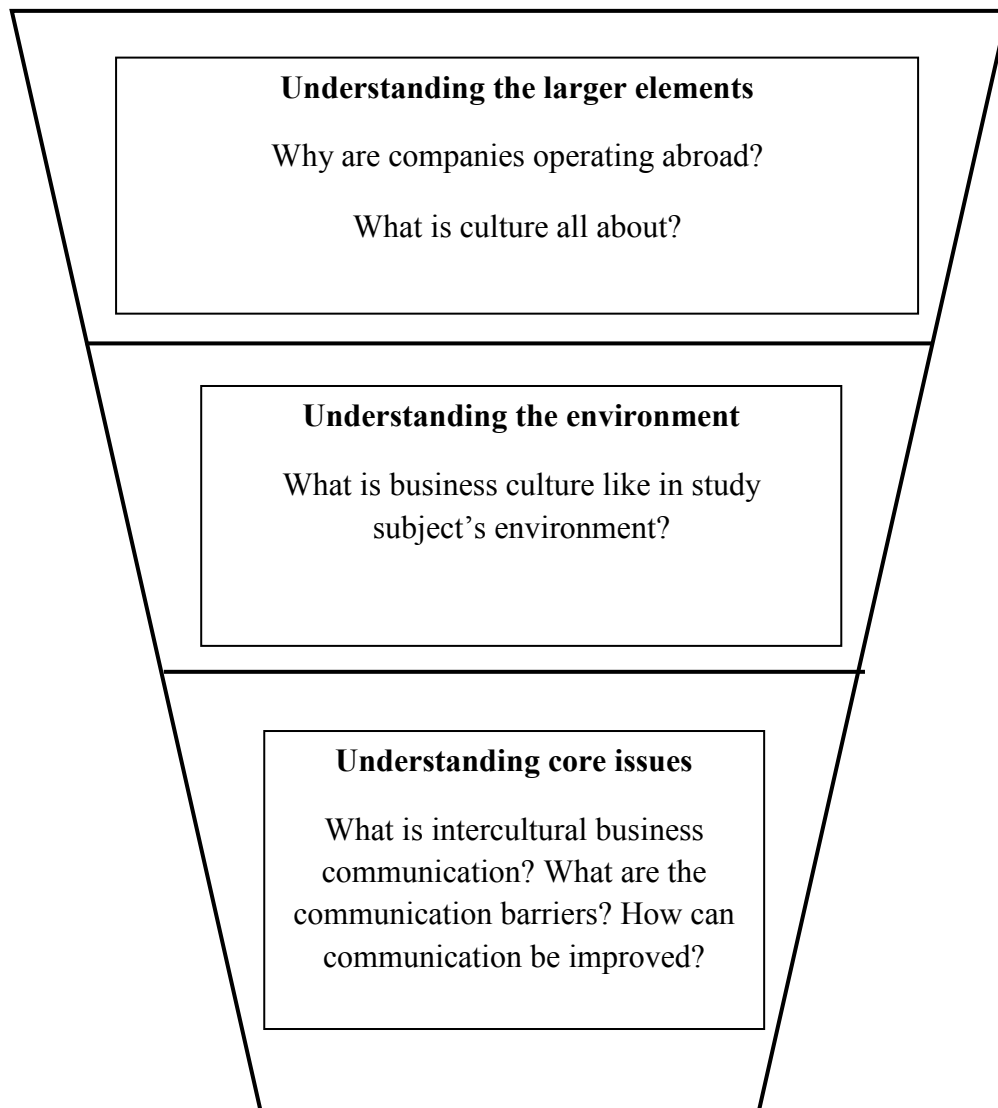 Understanding the larger elements
Why are companies operating abroad?
What is culture all about?
Understanding the environment
What is business culture like in study
subject’s environment?
Understanding core issues
What is intercultural business
communication? What are the
communication barriers? How can
communication be improved?